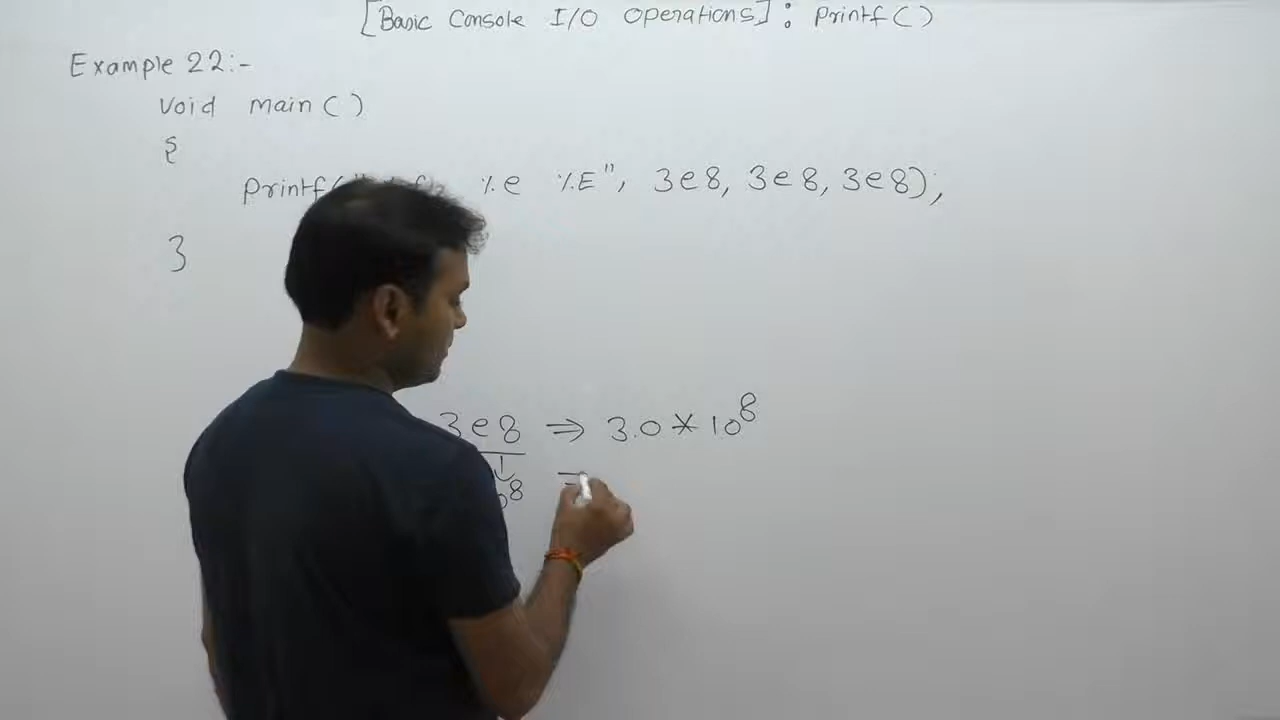 [Basic Console I/O Operations] : Printf()
Example 22:-
Void main()
{
Printf( %e %E", 3e8, 3e8, 3e8);
}
3e8 ⇒ 3.0 * 10^8